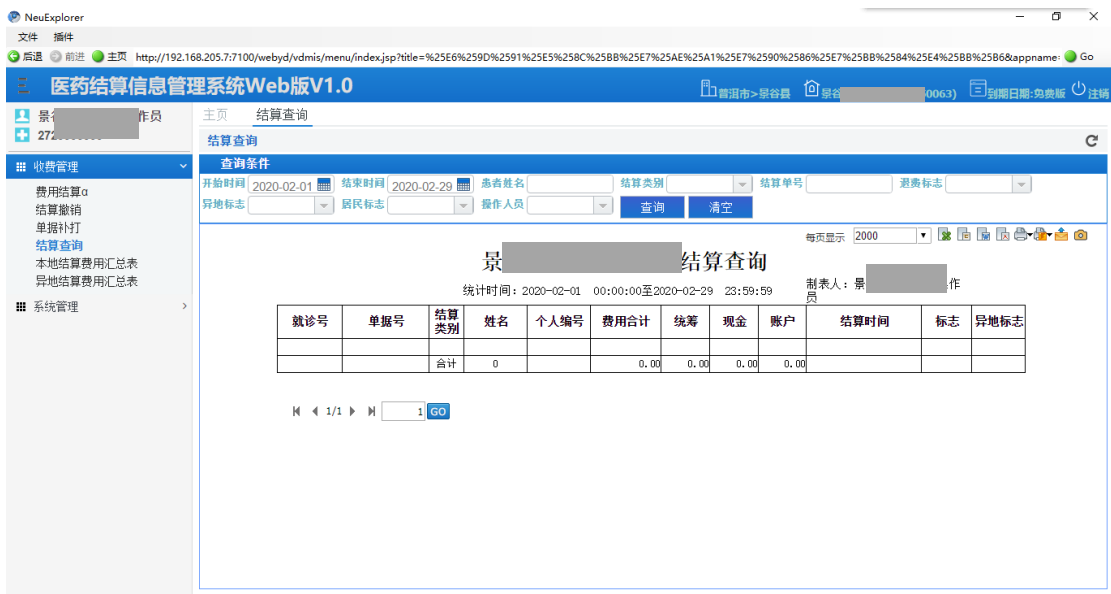 NeuExplorer
文件 插件
后退 前进 主页 http://192.168.205.7:7100/webyd/vdmis/menu/index.jsp?title=%25E6%259D%2591%25E5%258C%25BB%25E7%25AE%25A1%25E7%2590%2586%25E7%25BB%2584%25E4%25BB%25B6&appname= Go
医药结算信息管理系统Web版V1.0
普洱市>景谷县 景谷 0063) 到期日期:免费版 注销
景谷 作员
272
主页 结算查询
结算查询
收费管理
费用结算α
结算撤销
单据补打
结算查询
本地结算费用汇总表
异地结算费用汇总表
系统管理
查询条件
开始时间 2020-02-01 结束时间 2020-02-29 患者姓名 结算类别 结算单号 退费标志
异地标志 居民标志 操作人员 查询 清空
每页显示 2000
景 结算查询
统计时间：2020-02-01 00:00:00至2020-02-29 23:59:59
制表人：景 作员
就诊号 单据号 结算类别 姓名 个人编号 费用合计 统筹 现金 账户 结算时间 标志 异地标志
合计 0 0.00 0.00 0.00 0.00
1/1 1 GO